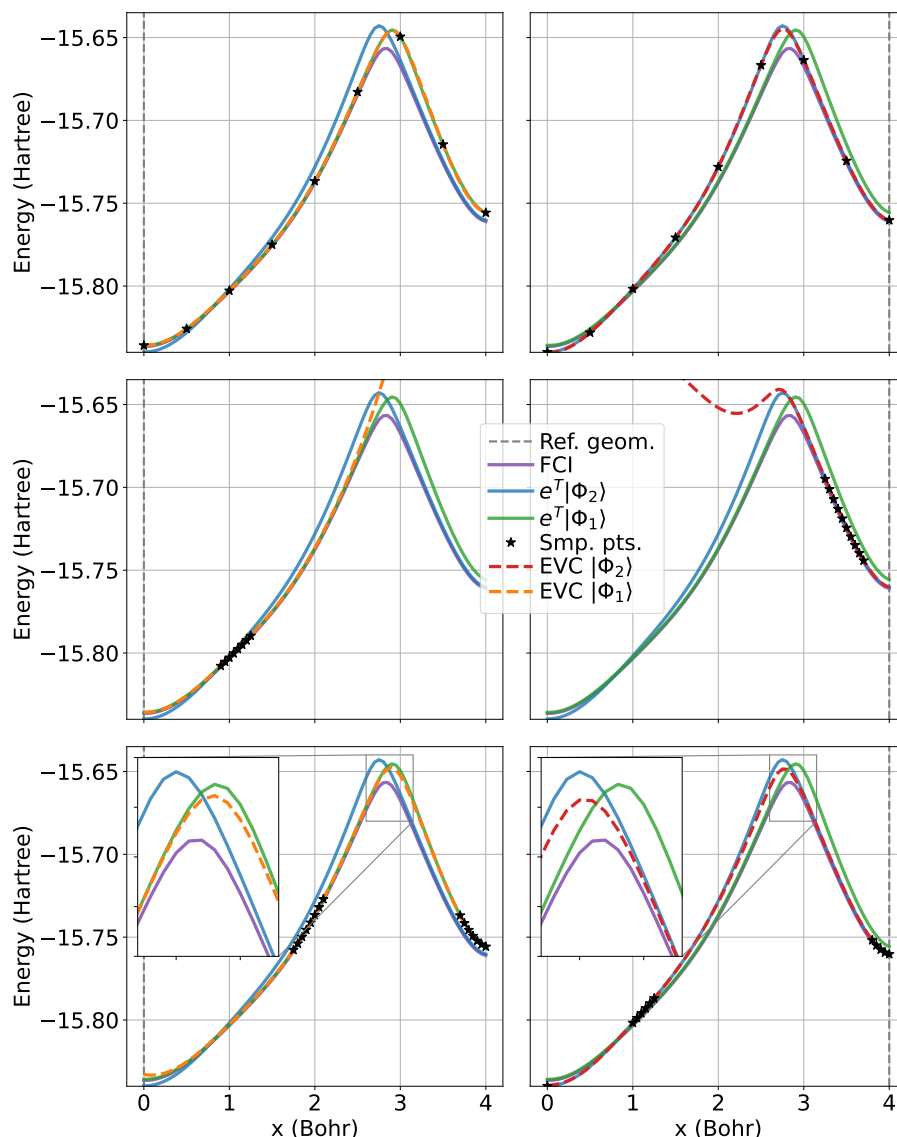 −15.65
−15.70
−15.75
−15.80
Energy (Hartree)
−15.65
−15.70
−15.75
−15.80
Energy (Hartree)
Ref. geom.
FCI
e^T|Φ₂⟩
e^T|Φ₁⟩
Smp. pts.
EVC |Φ₂⟩
EVC |Φ₁⟩
−15.65
−15.70
−15.75
−15.80
Energy (Hartree)
0 1 2 3 4
x (Bohr)
0 1 2 3 4
x (Bohr)